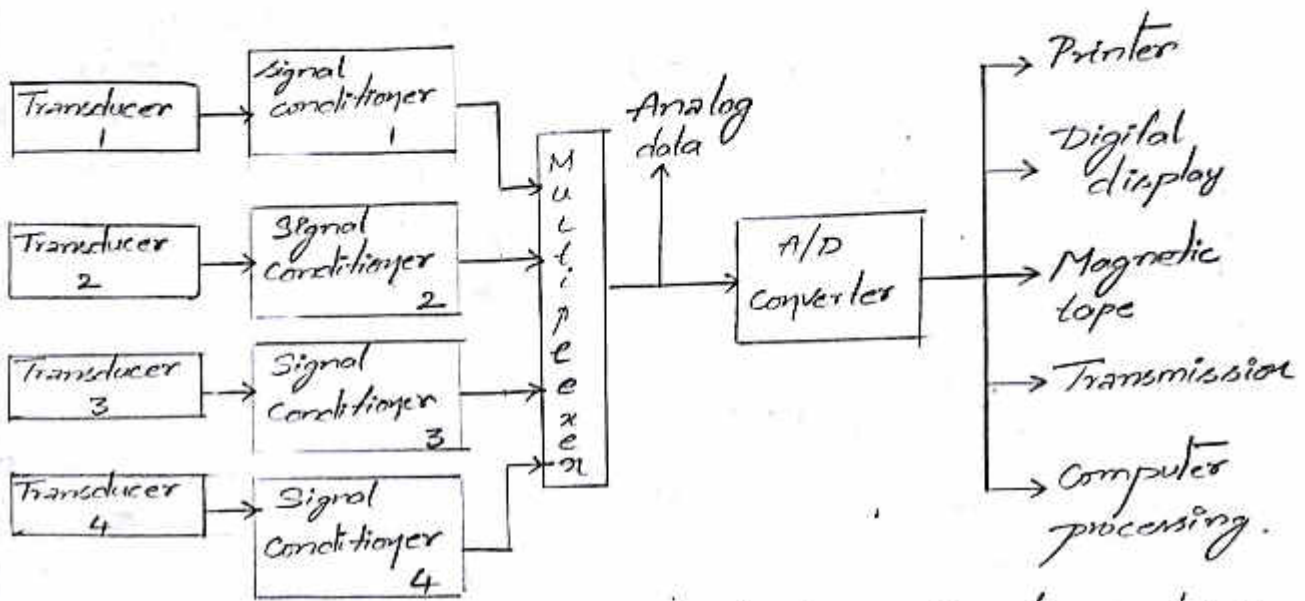 Transducer
1
Signal
conditioner
1
Transducer
2
Signal
conditioner
2
Transducer
3
Signal
conditioner
3
Transducer
4
Signal
conditioner
4
Multiplexer
Analog
data
A/D
Converter
Printer
Digital
display
Magnetic
tape
Transmission
Computer
processing.